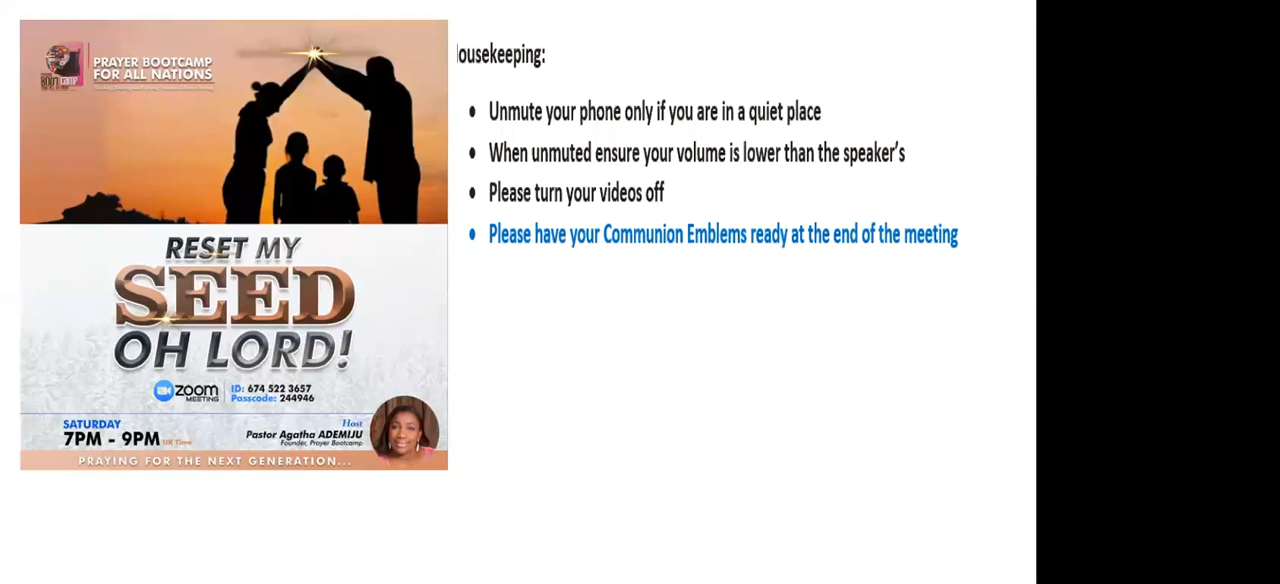 PRAYER BOOTCAMP
FOR ALL NATIONS
RESET MY
SEED
OH LORD!
zoom
MEETING
ID: 674 522 3657
Passcode: 244946
SATURDAY
7PM - 9PM UK Time
Host
Pastor Agatha ADEMIJU
Founder, Prayer Bootcamp
PRAYING FOR THE NEXT GENERATION...
ousekeeping:
• Unmute your phone only if you are in a quiet place
• When unmuted ensure your volume is lower than the speaker's
• Please turn your videos off
• Please have your Communion Emblems ready at the end of the meeting